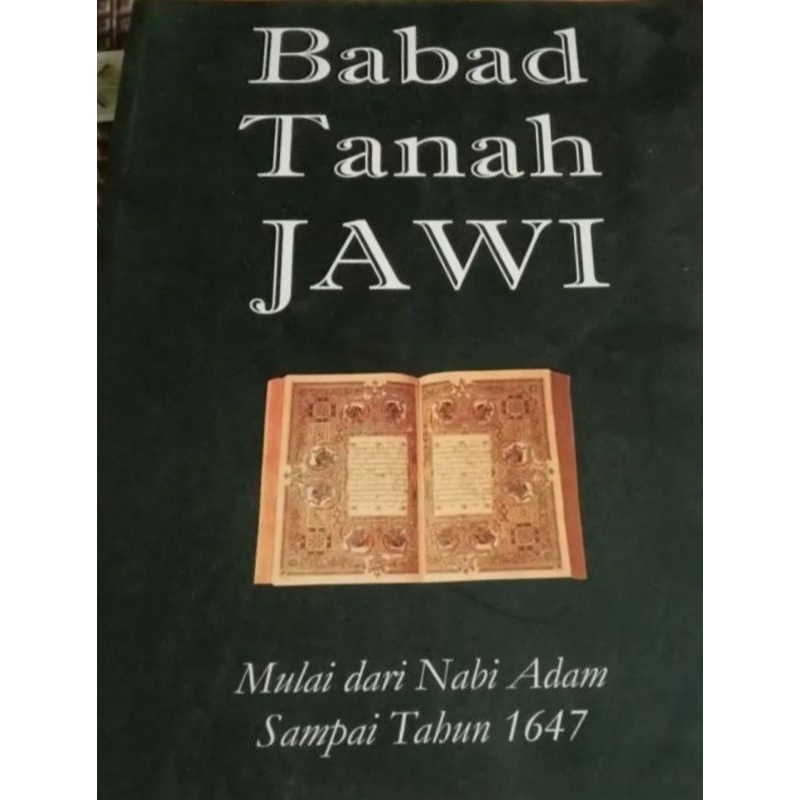 Babad
Tanah
JAWI
Mulai dari Nabi Adam
Sampai Tahun 1647